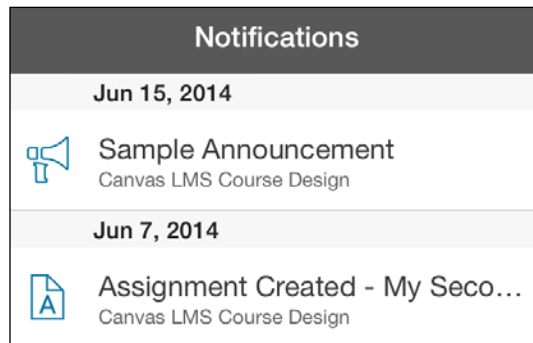 Notifications
Jun 15, 2014
Sample Announcement
Canvas LMS Course Design
Jun 7, 2014
A
Assignment Created - My Seco...
Canvas LMS Course Design